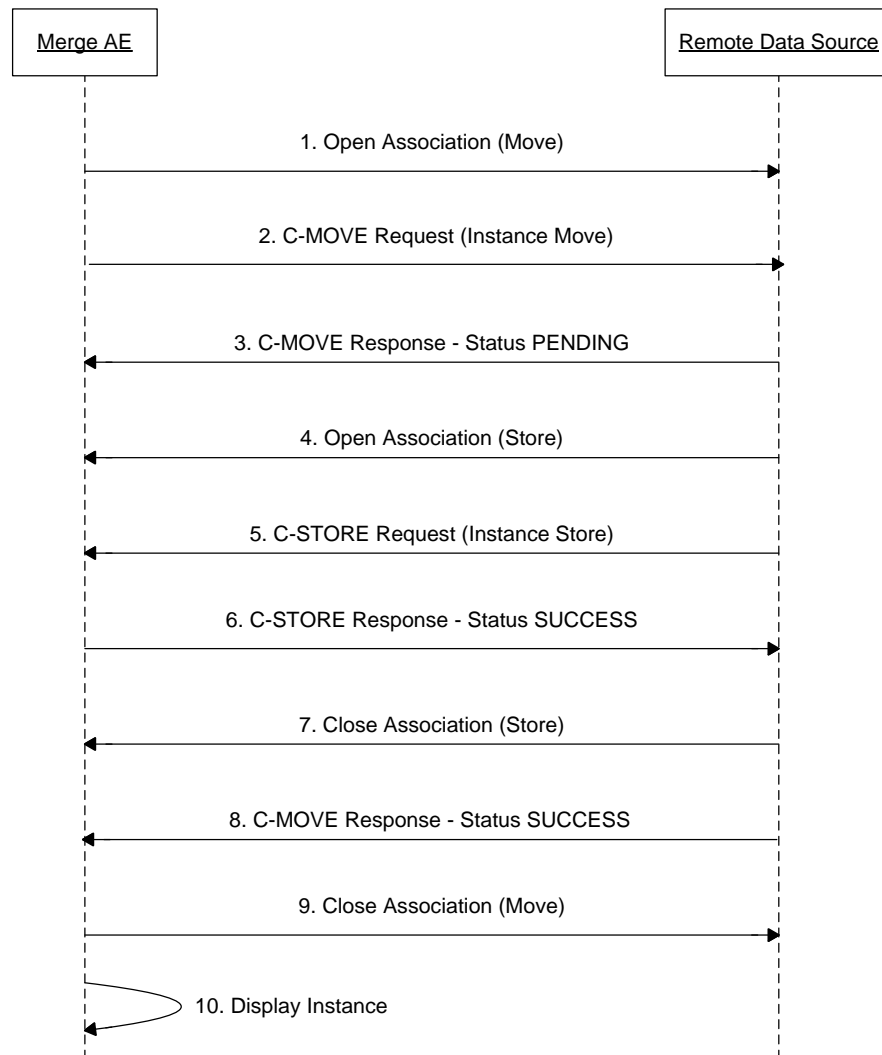 Merge AE
Remote Data Source
1. Open Association (Move)
2. C-MOVE Request (Instance Move)
3. C-MOVE Response - Status PENDING
4. Open Association (Store)
5. C-STORE Request (Instance Store)
6. C-STORE Response - Status SUCCESS
7. Close Association (Store)
8. C-MOVE Response - Status SUCCESS
9. Close Association (Move)
10. Display Instance